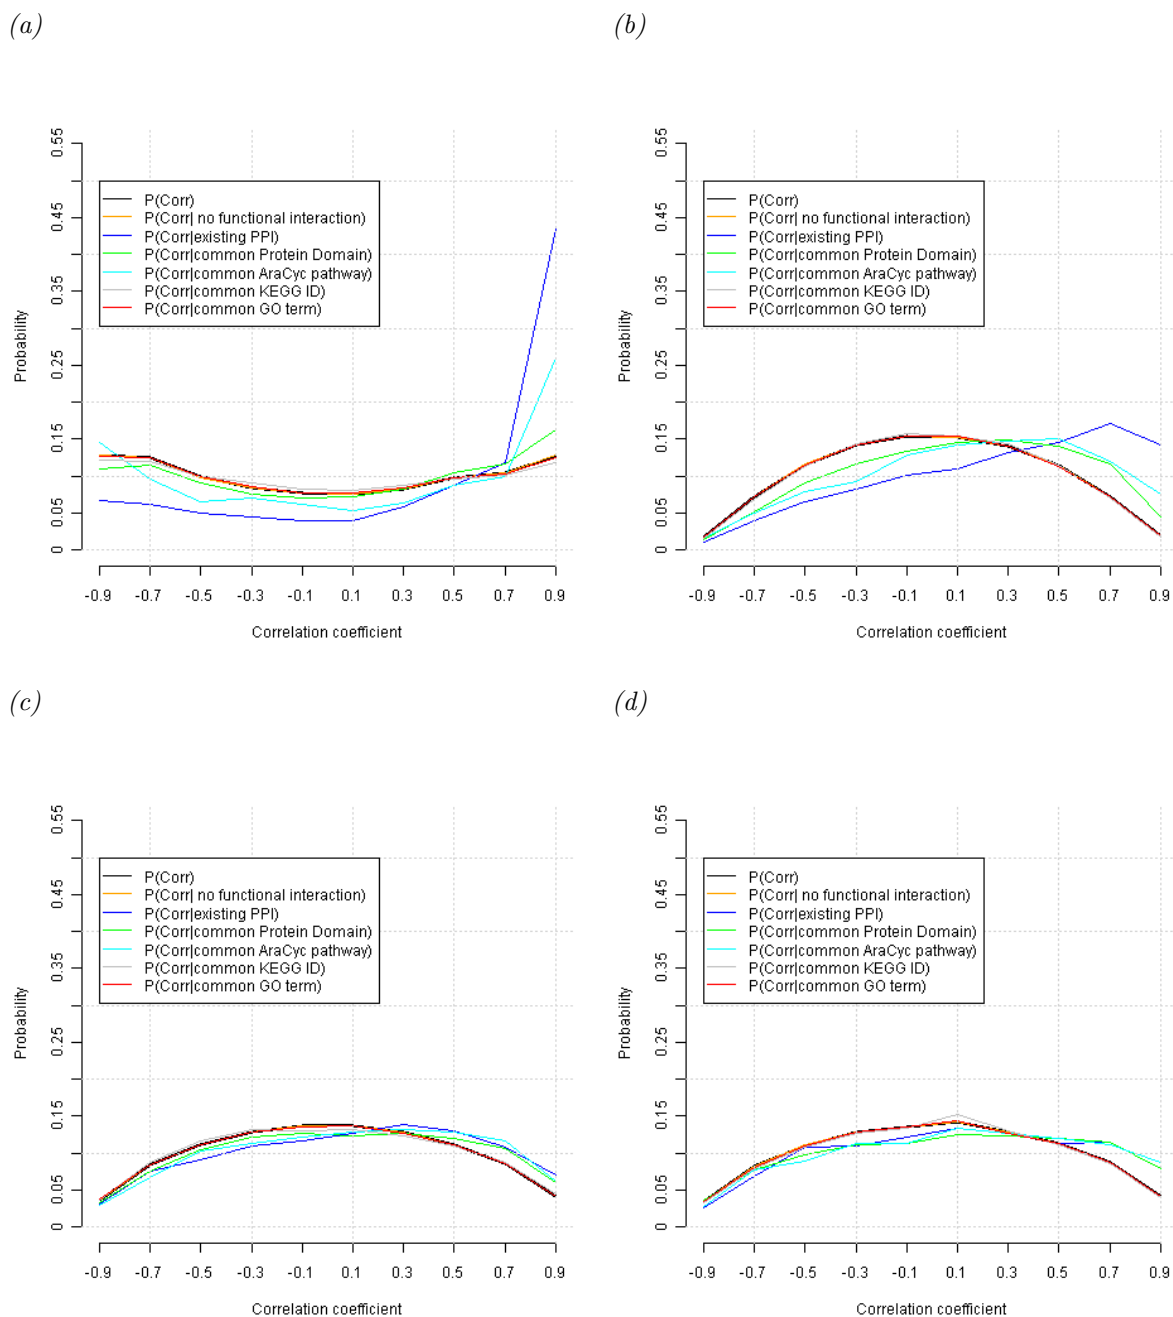 (a)
0.55
0.45
0.35
0.25
0.15
0.05
0
Probability
P(Corr)
P(Corr| no functional interaction)
P(Corr|existing PPI)
P(Corr|common Protein Domain)
P(Corr|common AraCyc pathway)
P(Corr|common KEGG ID)
P(Corr|common GO term)
-0.9 -0.7 -0.5 -0.3 -0.1 0.1 0.3 0.5 0.7 0.9
Correlation coefficient
(b)
0.55
0.45
0.35
0.25
0.15
0.05
0
Probability
P(Corr)
P(Corr| no functional interaction)
P(Corr|existing PPI)
P(Corr|common Protein Domain)
P(Corr|common AraCyc pathway)
P(Corr|common KEGG ID)
P(Corr|common GO term)
-0.9 -0.7 -0.5 -0.3 -0.1 0.1 0.3 0.5 0.7 0.9
Correlation coefficient
(c)
0.55
0.45
0.35
0.25
0.15
0.05
0
Probability
P(Corr)
P(Corr| no functional interaction)
P(Corr|existing PPI)
P(Corr|common Protein Domain)
P(Corr|common AraCyc pathway)
P(Corr|common KEGG ID)
P(Corr|common GO term)
-0.9 -0.7 -0.5 -0.3 -0.1 0.1 0.3 0.5 0.7 0.9
Correlation coefficient
(d)
0.55
0.45
0.35
0.25
0.15
0.05
0
Probability
P(Corr)
P(Corr| no functional interaction)
P(Corr|existing PPI)
P(Corr|common Protein Domain)
P(Corr|common AraCyc pathway)
P(Corr|common KEGG ID)
P(Corr|common GO term)
-0.9 -0.7 -0.5 -0.3 -0.1 0.1 0.3 0.5 0.7 0.9
Correlation coefficient